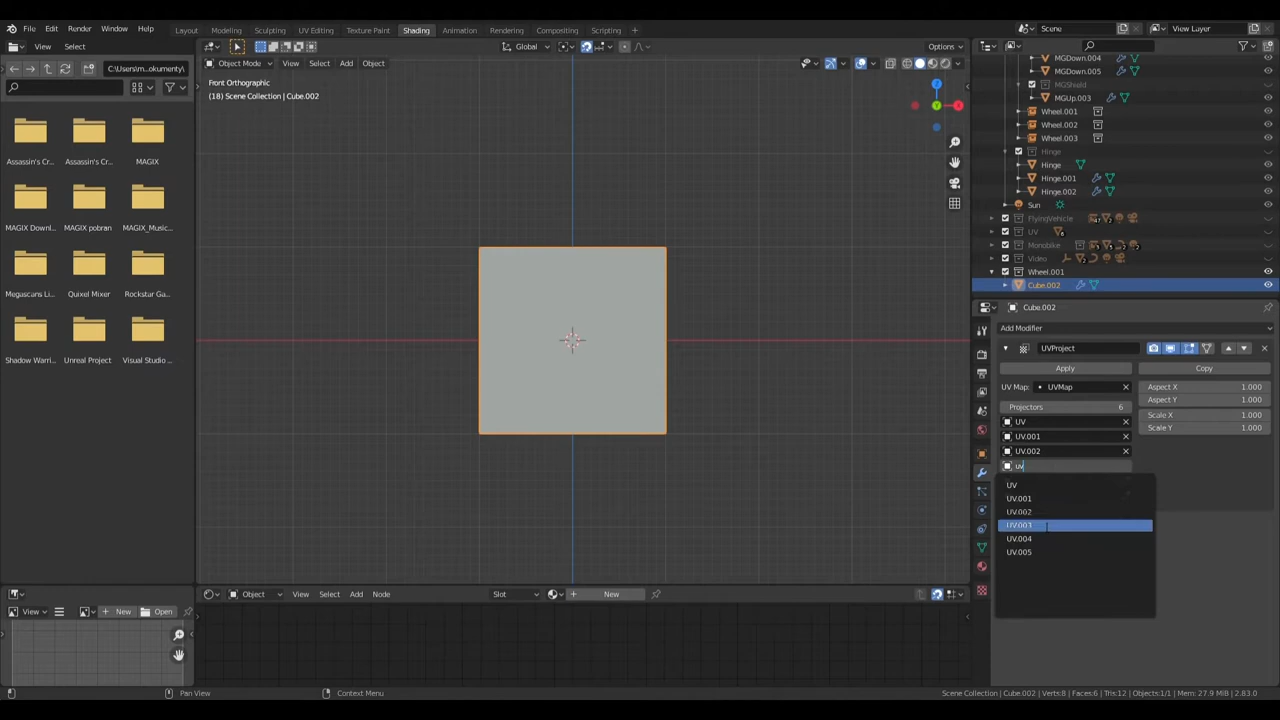 File Edit Render Window Help Layout Modeling Sculpting UV Editing Texture Paint Shading Animation Rendering Compositing Scripting + Scene View Layer
View Select Global Options
C:\Users\m...okumenty\ Object Mode View Select Add Object
Front Orthographic
(18) Scene Collection | Cube.002
Assassin's Cr... Assassin's Cr... MAGIX
MAGIX Downl... MAGIX pobran MAGIX_Music...
Megascans Li... Quixel Mixer Rockstar Ga...
Shadow Warri... Unreal Project Visual Studio ...
Z
X
Y
MGDown.004
MGDown.005
MGShield
MGUp.003
Wheel.001
Wheel.002
Wheel.003
Hinge
Hinge
Hinge.001
Hinge.002
Sun
FlyingVehicle
UV
Monobike
Video
Wheel.001
Cube.002
Cube.002
Add Modifier
UVProject
Apply Copy
UV Map: UVMap Aspect X 1.000
Aspect Y 1.000
Projectors 6 Scale X 1.000
UV Scale Y 1.000
UV.001
UV.002
uv
UV
UV.001
UV.002
UV.003
UV.004
UV.005
View New Open Object View Select Add Node Slot New
Pan View Context Menu Scene Collection | Cube.002 | Verts:8 | Faces:6 | Tris:12 | Objects:1/1 | Mem: 27.9 MiB | 2.83.0